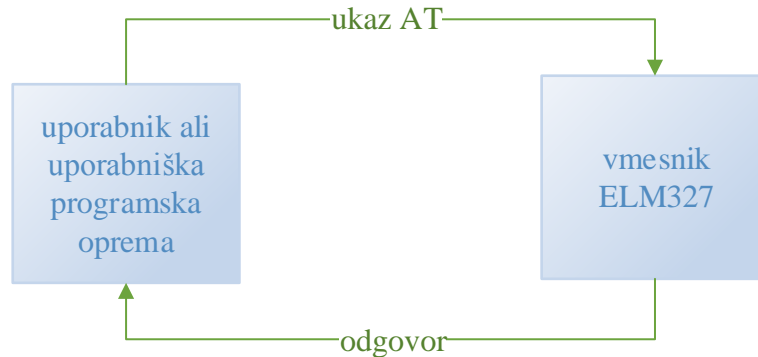 ukaz AT
uporabnik ali
uporabniška
programska
oprema
vmesnik
ELM327
odgovor